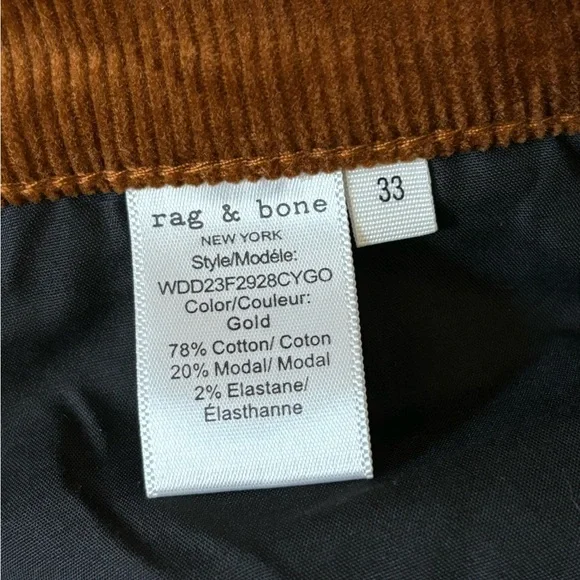 rag & bone
33
NEW YORK
Style/Modéle:
WDD23F2928CYGO
Color/Couleur:
Gold
78% Cotton/ Coton
20% Modal/ Modal
2% Elastane/
Élasthanne